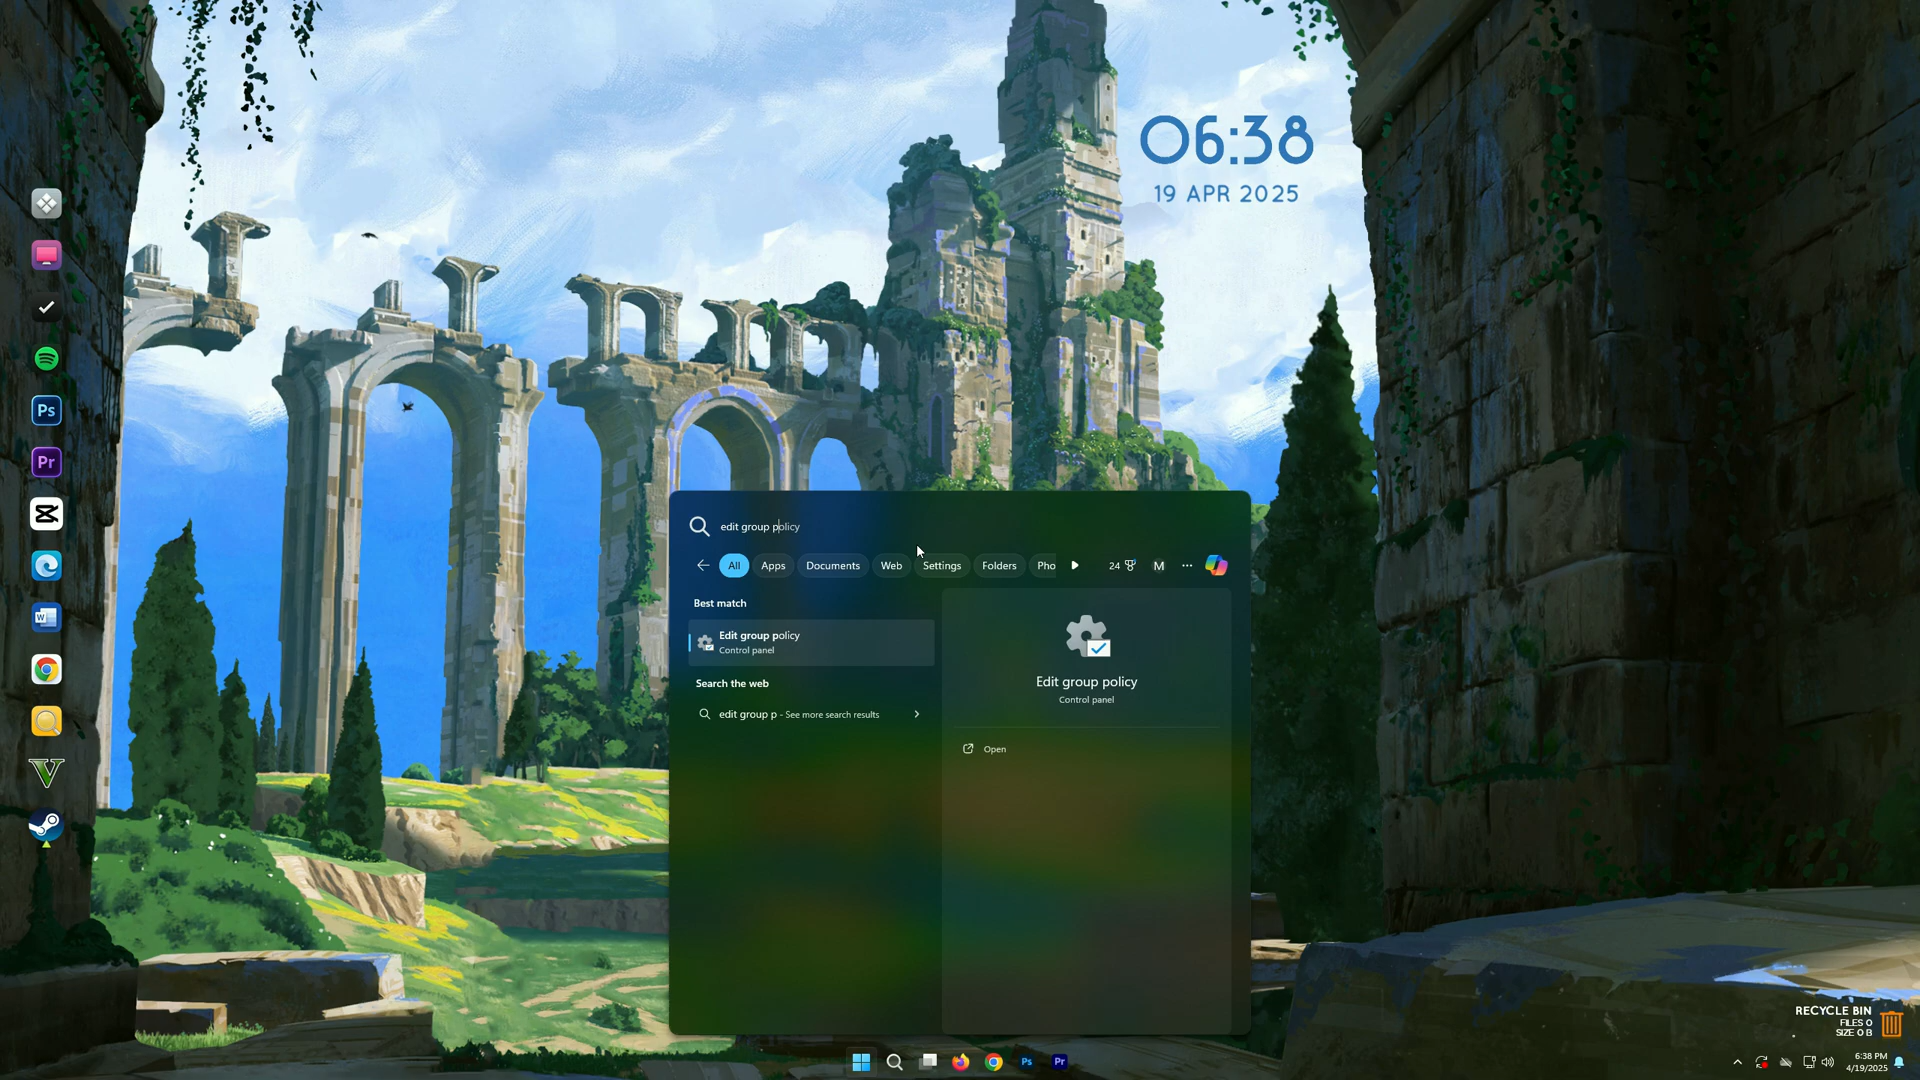 06:38
19 APR 2025
Ps
Pr
edit group policy
All Apps Documents Web Settings Folders Pho 24 M ...
Best match
Edit group policy
Control panel
Search the web
edit group p - See more search results
Edit group policy
Control panel
Open
RECYCLE BIN
FILES 0
SIZE 0 B
Ps Pr
6:38 PM
4/19/2025